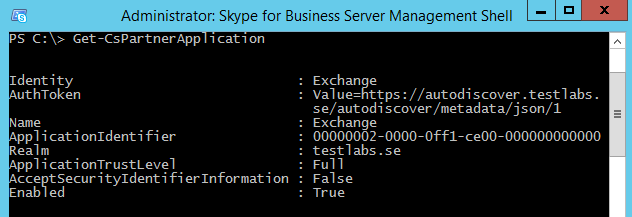 Administrator: Skype for Business Server Management Shell
PS C:\> Get-CsPartnerApplication
Identity : Exchange
AuthToken : Value=https://autodiscover.testlabs.
se/autodiscover/metadata/json/1
Name : Exchange
ApplicationIdentifier : 00000002-0000-0ff1-ce00-000000000000
Realm : testlabs.se
ApplicationTrustLevel : Full
AcceptSecurityIdentifierInformation : False
Enabled : True